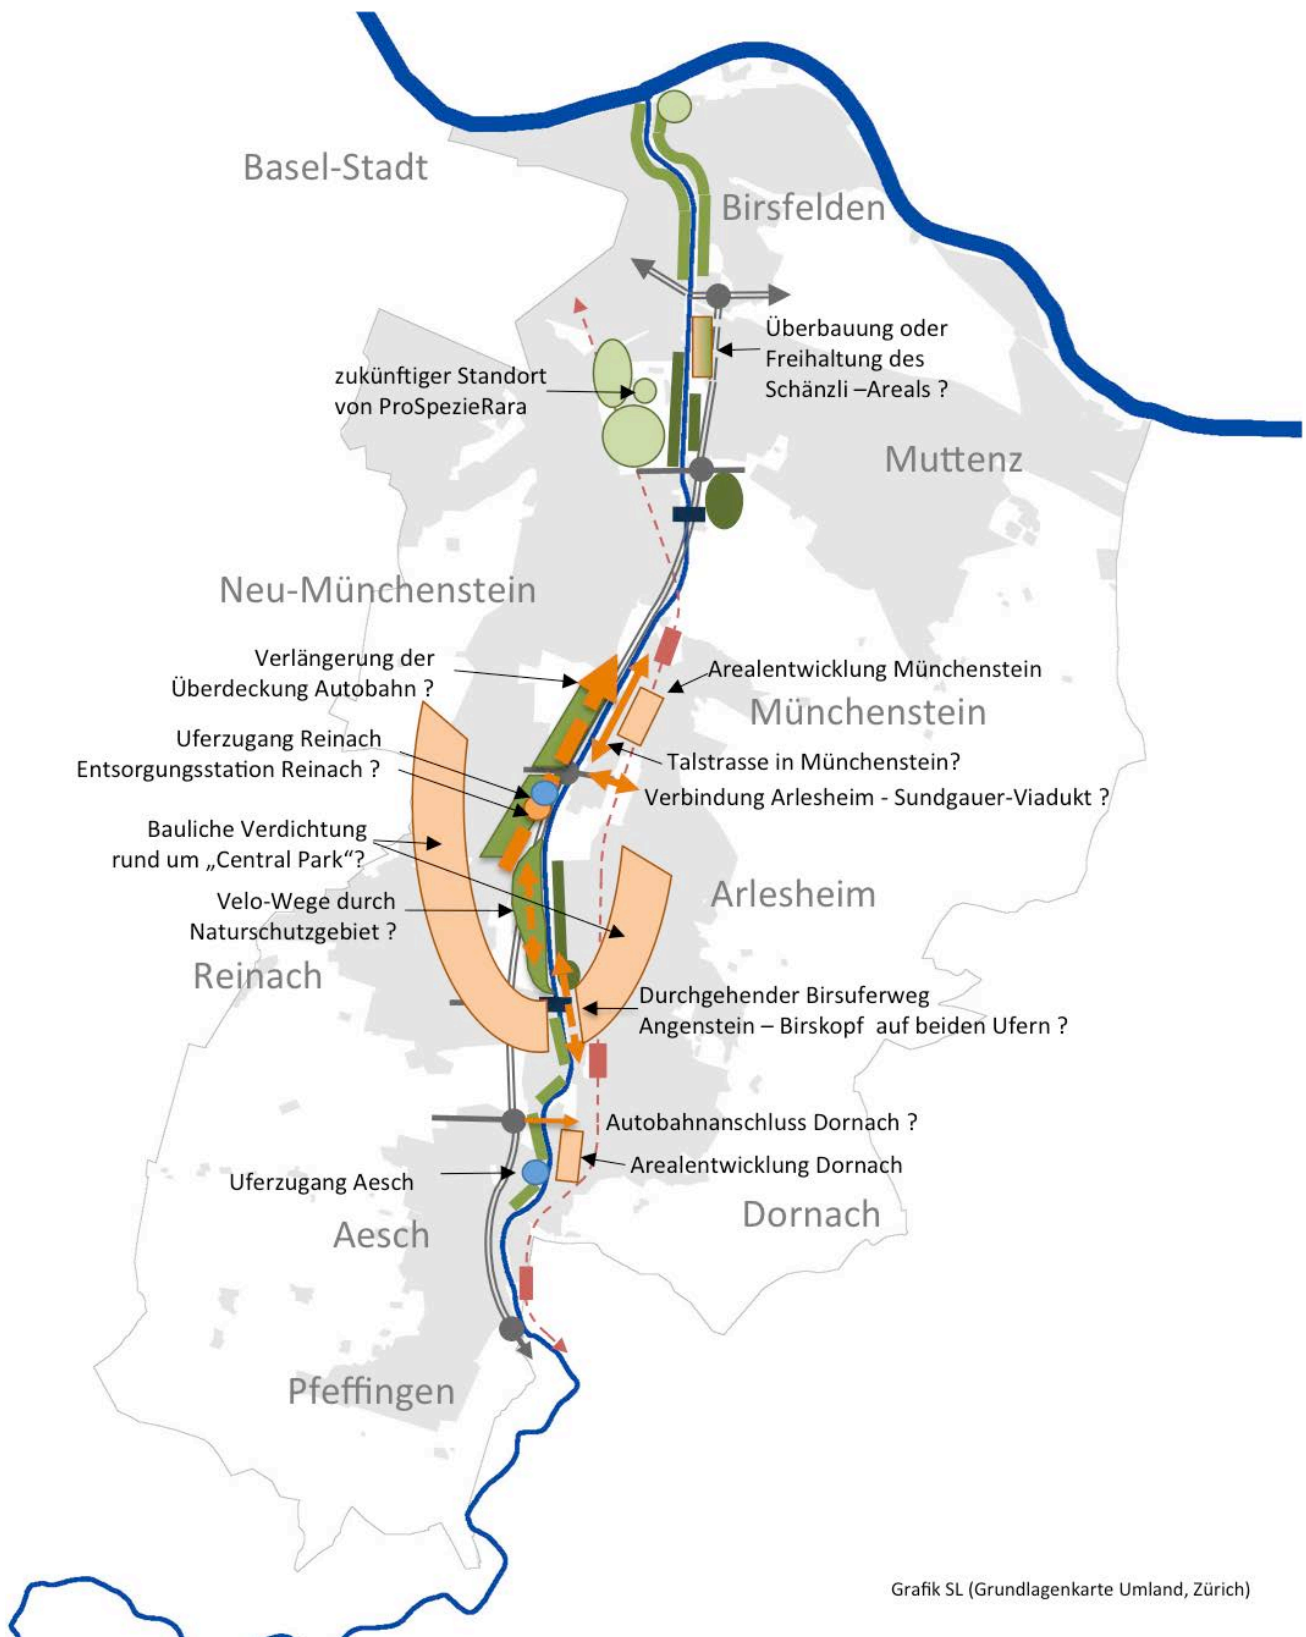 Basel-Stadt
Birsfelden
Überbauung oder
Freihaltung des
Schänzli –Areals ?
zukünftiger Standort
von ProSpezieRara
Muttenz
Neu-Münchenstein
Verlängerung der
Überdeckung Autobahn ?
Arealentwicklung Münchenstein
Münchenstein
Uferzugang Reinach
Entsorgungsstation Reinach ?
Talstrasse in Münchenstein?
Verbindung Arlesheim - Sundgauer-Viadukt ?
Bauliche Verdichtung
rund um „Central Park“?
Arlesheim
Velo-Wege durch
Naturschutzgebiet ?
Reinach
Durchgehender Birsuferweg
Angenstein – Birskopf auf beiden Ufern ?
Autobahnanschluss Dornach ?
Arealentwicklung Dornach
Uferzugang Aesch
Dornach
Aesch
Pfeffingen
Grafik SL (Grundlagenkarte Umland, Zürich)